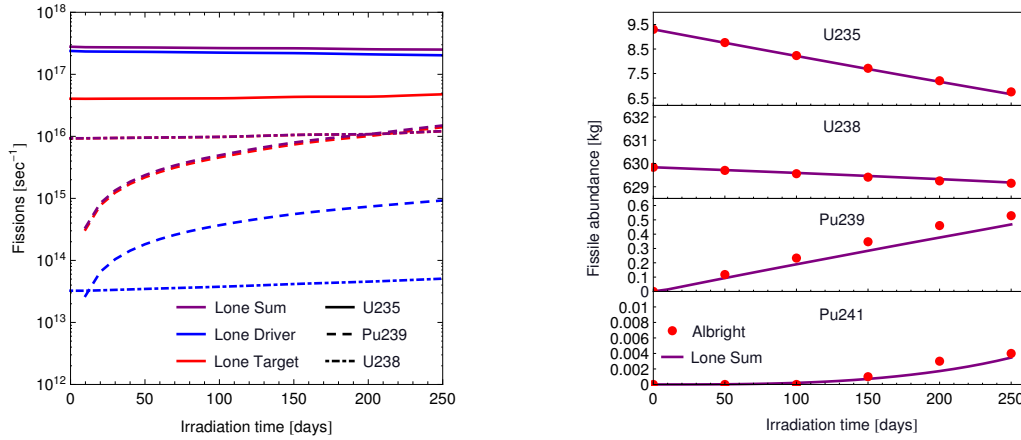 10^18
10^17
10^16
10^15
10^14
10^13
10^12
Fissions [sec^−1]
Lone Sum
Lone Driver
Lone Target
U235
Pu239
U238
0 50 100 150 200 250
Irradiation time [days]
Fissile abundance [kg]
U235
9.5
8.5
7.5
6.5
U238
632
631
630
629
Pu239
0.6
0.5
0.4
0.3
0.2
0.1
0
Pu241
0.01
0.008
0.006
0.004
0.002
0
Albright
Lone Sum
0 50 100 150 200 250
Irradiation time [days]